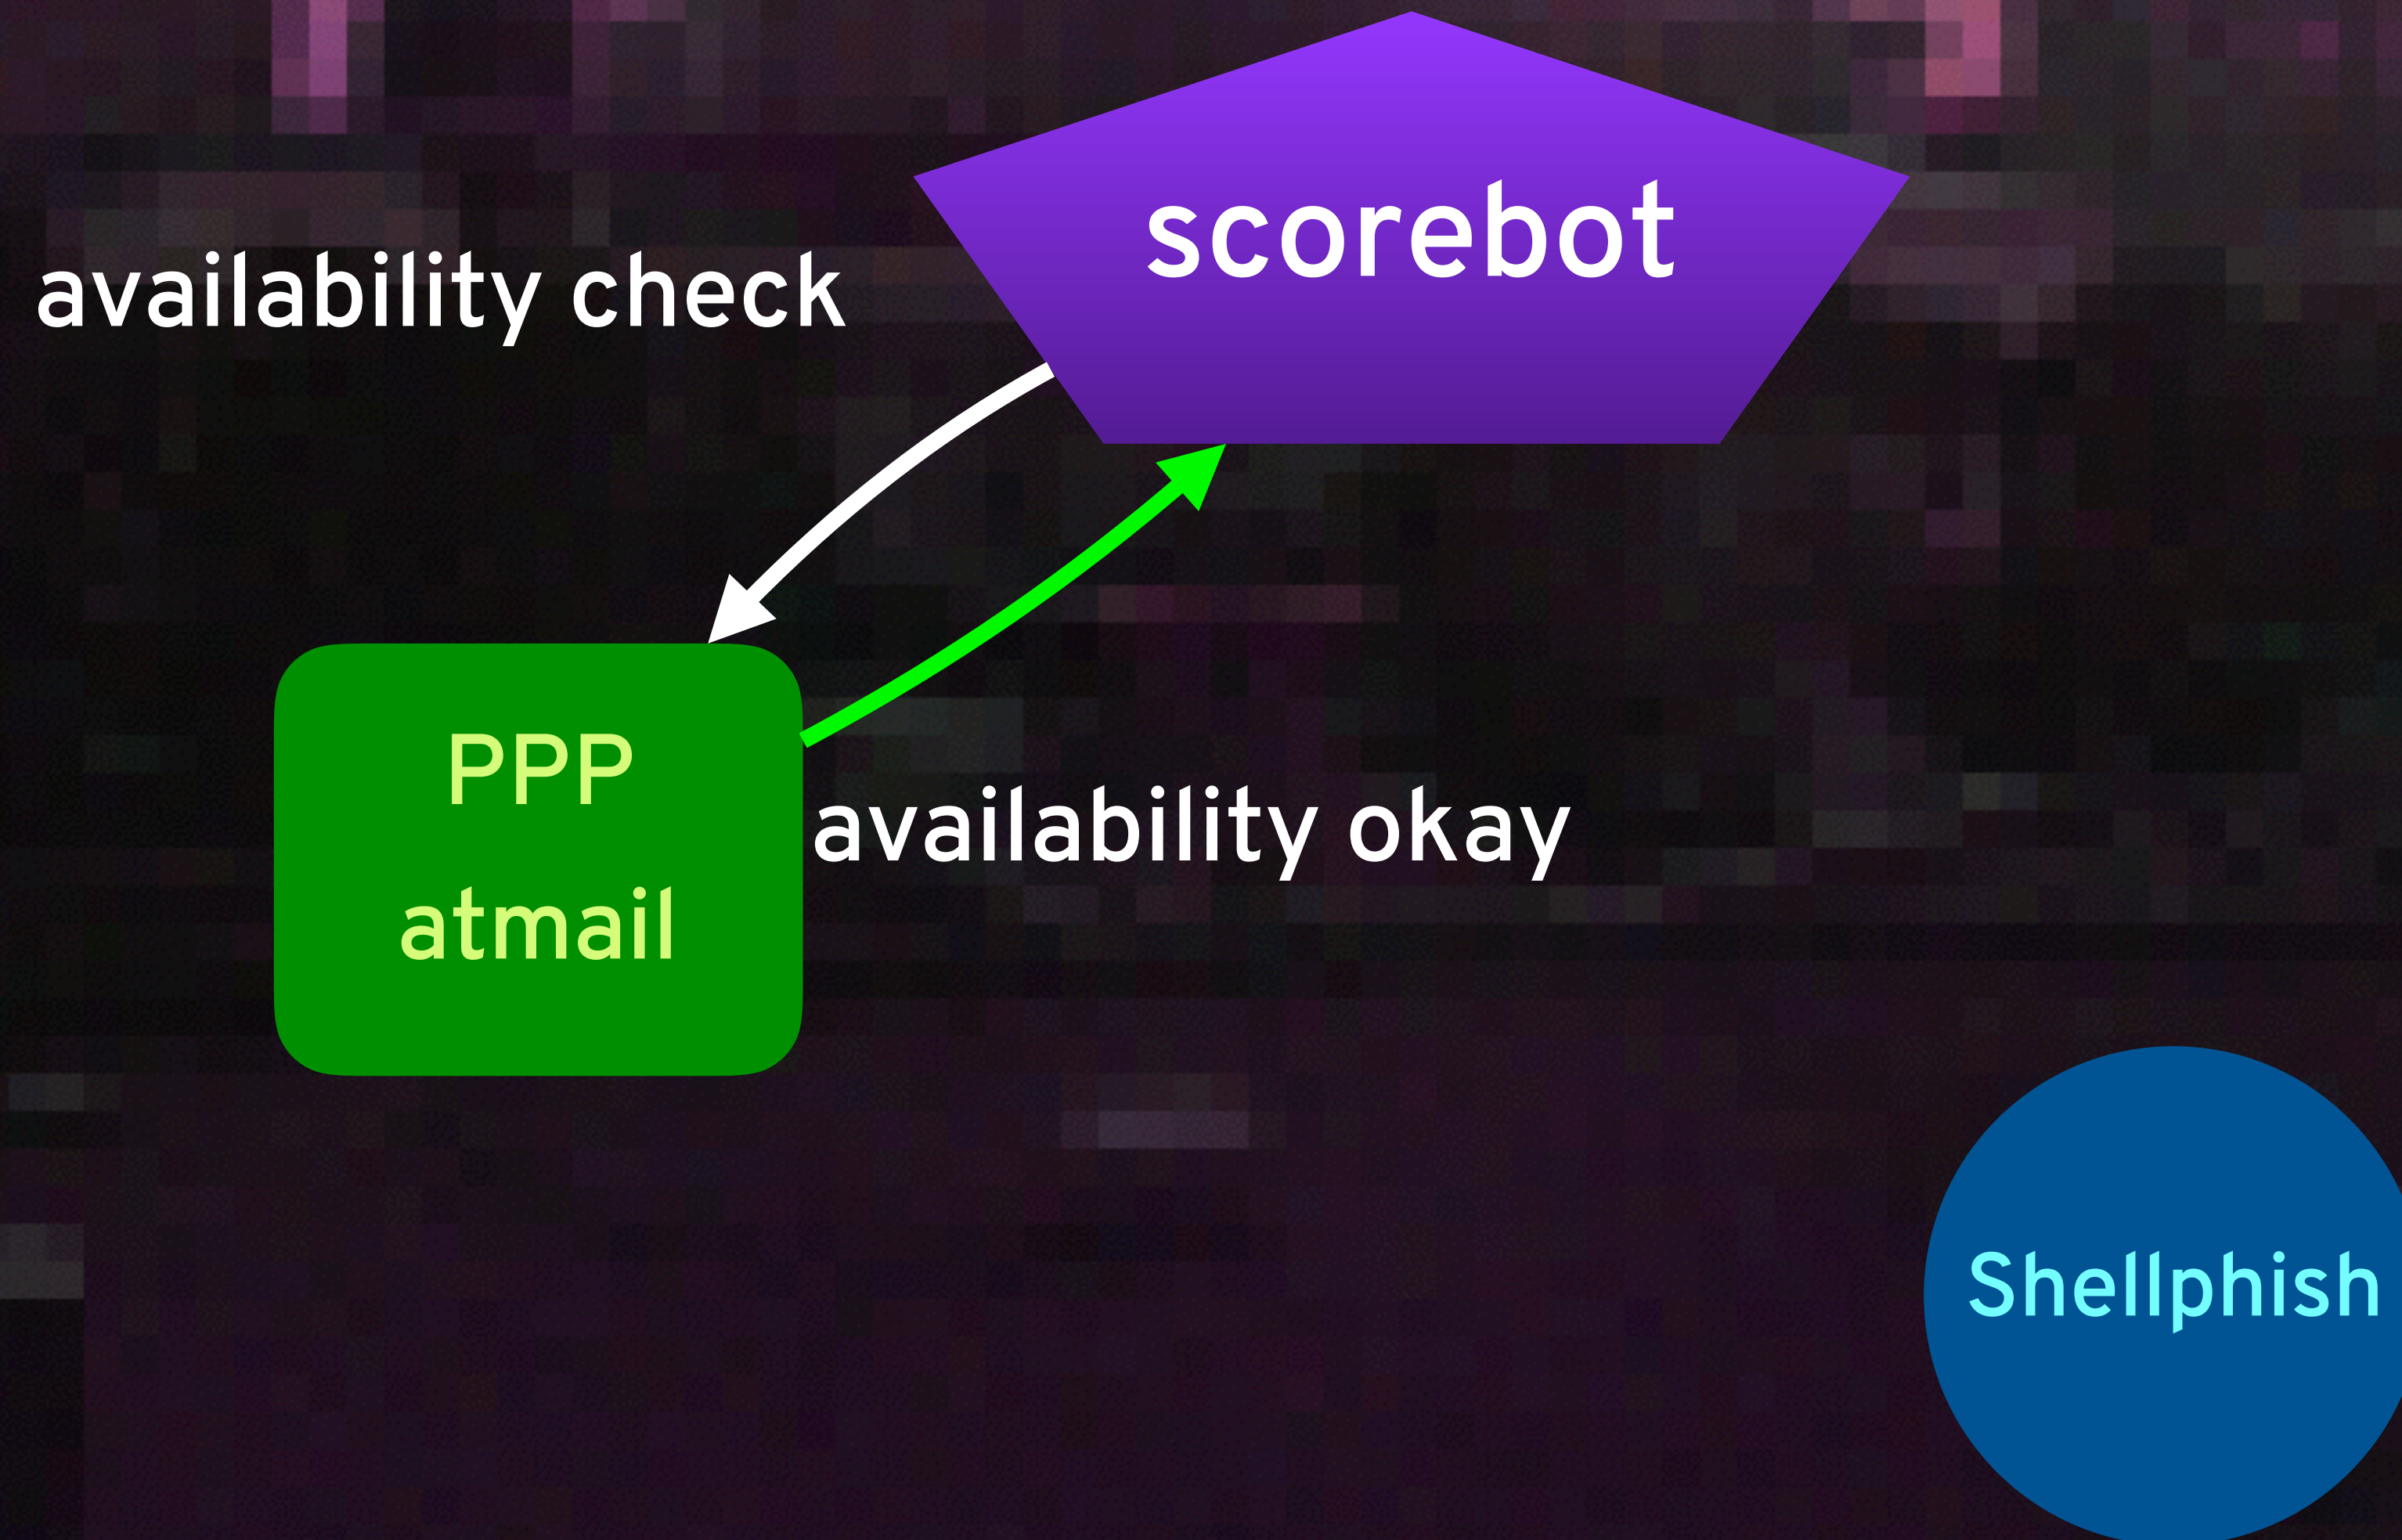 scorebot
availability check
PPP
atmail
availability okay
Shellphish